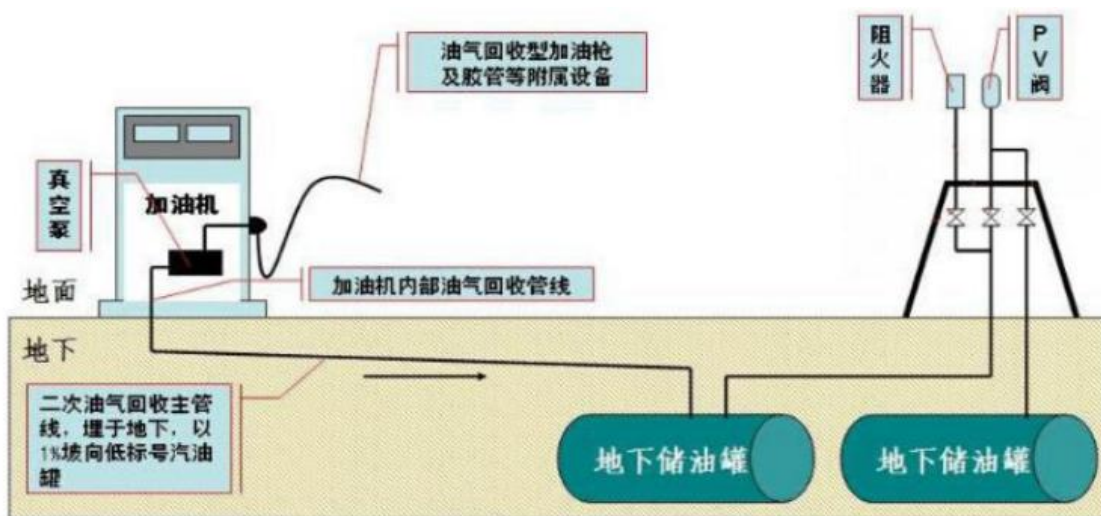 油气回收型加油枪
及胶管等附属设备
阻火器
PV阀
真空泵
加油机
加油机内部油气回收管线
地面
地下
二次油气回收主管
线，埋于地下，以
1%坡向低标号汽油
罐
地下储油罐
地下储油罐